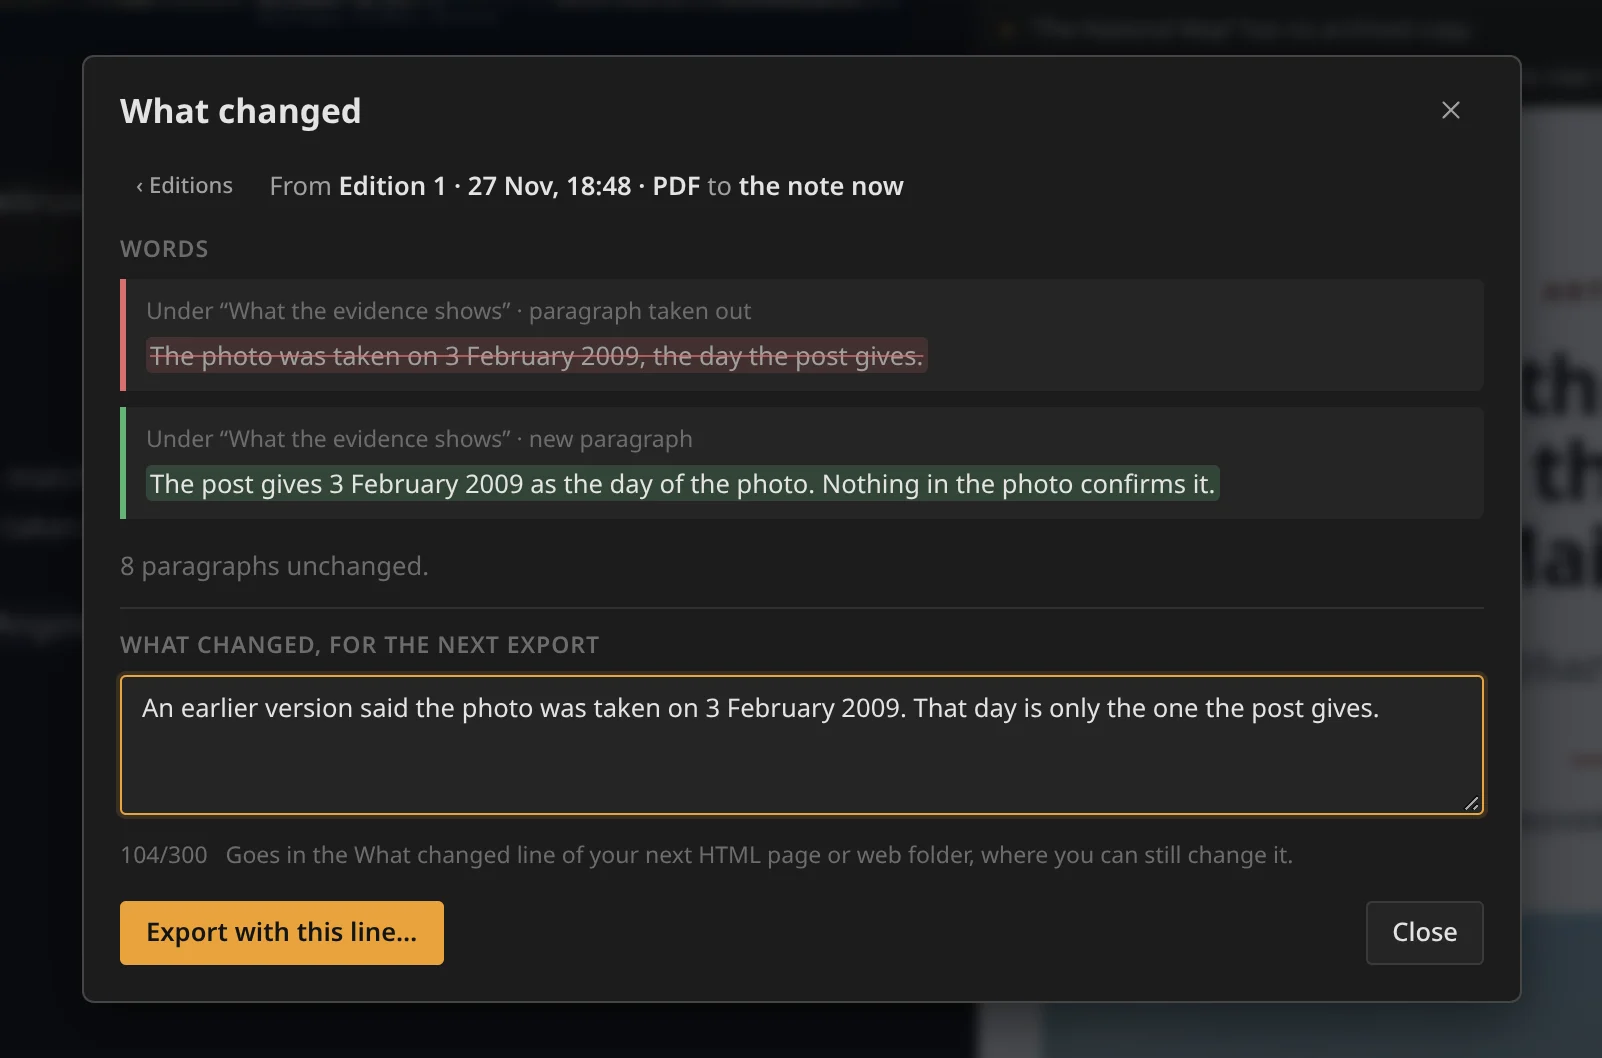 What changed
‹ Editions From Edition 1 · 27 Nov, 18:48 · PDF to the note now
WORDS
Under “What the evidence shows” · paragraph taken out
The photo was taken on 3 February 2009, the day the post gives.
Under “What the evidence shows” · new paragraph
The post gives 3 February 2009 as the day of the photo. Nothing in the photo confirms it.
8 paragraphs unchanged.
WHAT CHANGED, FOR THE NEXT EXPORT
An earlier version said the photo was taken on 3 February 2009. That day is only the one the post gives.
104/300 Goes in the What changed line of your next HTML page or web folder, where you can still change it.
Export with this line...
Close